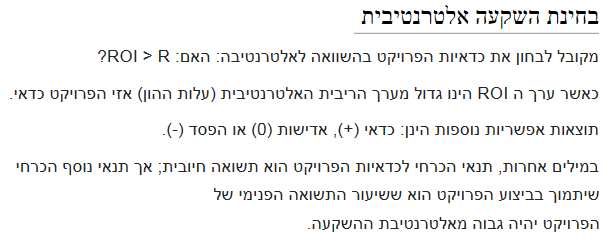 בחינת השקעה אלטרנטיבית
מקובל לבחון את כדאיות הפרויקט בהשוואה לאלטרנטיבה: האם: ROI > R?
כאשר ערך ה ROI הינו גדול מערך הריבית האלטרנטיבית (עלות ההון) אזי הפרויקט כדאי.
תוצאות אפשריות נוספות הינן: כדאי (+), אדישות (0) או הפסד (-).
במילים אחרות, תנאי הכרחי לכדאיות הפרויקט הוא תשואה חיובית; אך תנאי נוסף הכרחי
שיתמוך בביצוע הפרויקט הוא ששיעור התשואה הפנימי של
הפרויקט יהיה גבוה מאלטרנטיבת ההשקעה.